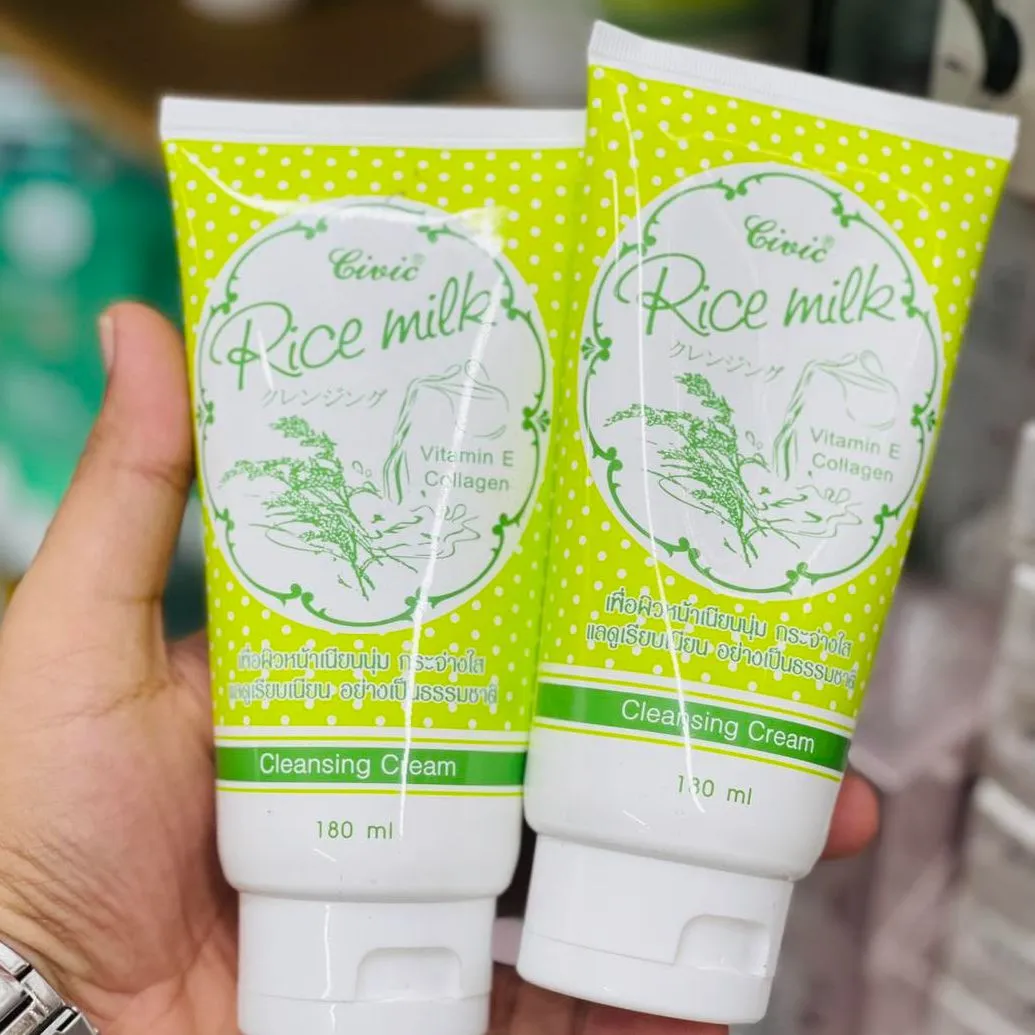 Civic®
Rice milk
クレンジング
Vitamin E
Collagen
เพื่อผิวหน้าเนียนนุ่ม กระจ่างใส
แลดูเรียบเนียน อย่างเป็นธรรมชาติ
Cleansing Cream
180 ml
Civic®
Rice milk
クレンジング
Vitamin E
Collagen
เพื่อผิวหน้าเนียนนุ่ม กระจ่างใส
แลดูเรียบเนียน อย่างเป็นธรรมชาติ
Cleansing Cream
180 ml